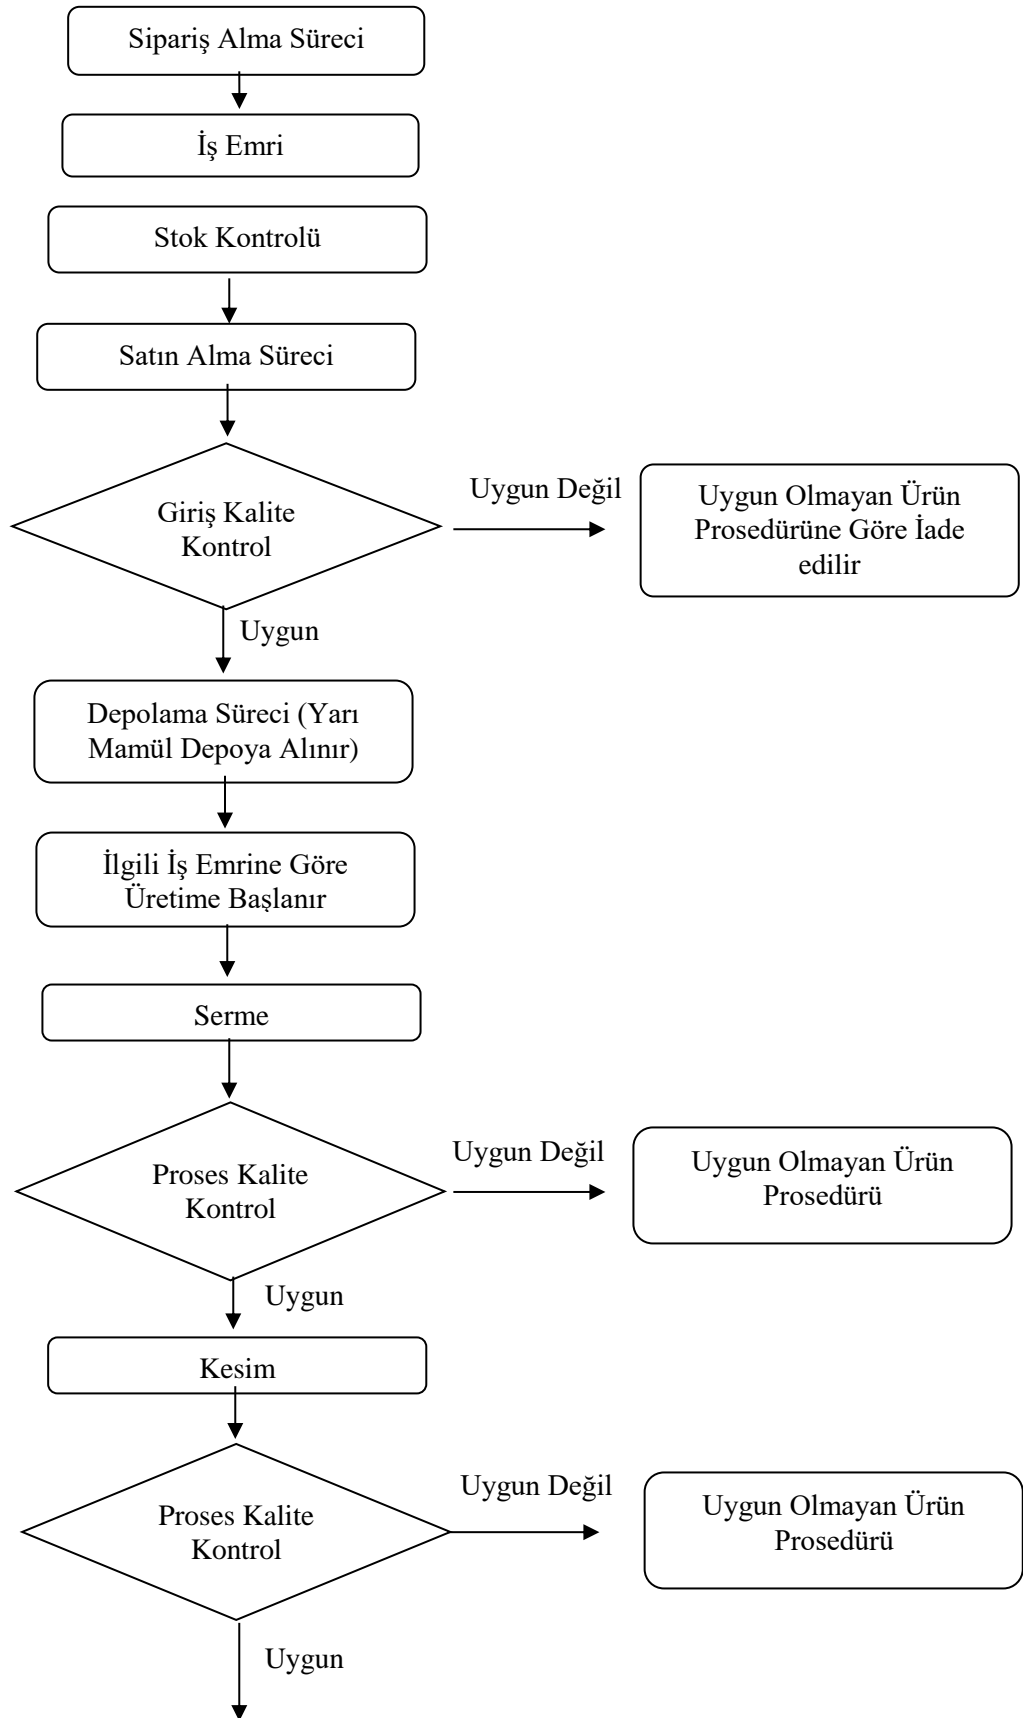 Sipariş Alma Süreci
İş Emri
Stok Kontrolü
Satın Alma Süreci
Giriş Kalite
Kontrol
Uygun Değil
Uygun Olmayan Ürün
Prosedürüne Göre İade
edilir
Uygun
Depolama Süreci (Yarı
Mamül Depoya Alınır)
İlgili İş Emrine Göre
Üretime Başlanır
Serme
Proses Kalite
Kontrol
Uygun Değil
Uygun Olmayan Ürün
Prosedürü
Uygun
Kesim
Proses Kalite
Kontrol
Uygun Değil
Uygun Olmayan Ürün
Prosedürü
Uygun